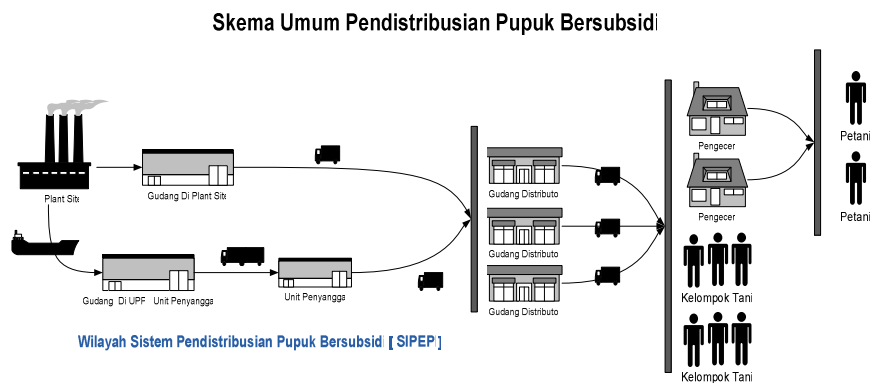 Skema Umum Pendistribusian Pupuk Bersubsidi
Plant Site
Gudang Di Plant Site
Gudang Di UPP Unit Penyangga
Unit Penyangga
Wilayah Sistem Pendistribusian Pupuk Bersubsidi [ SIPEP ]
Gudang Distributo
Gudang Distributo
Gudang Distributo
Pengecer
Pengecer
Kelompok Tani
Kelompok Tani
Petani
Petani